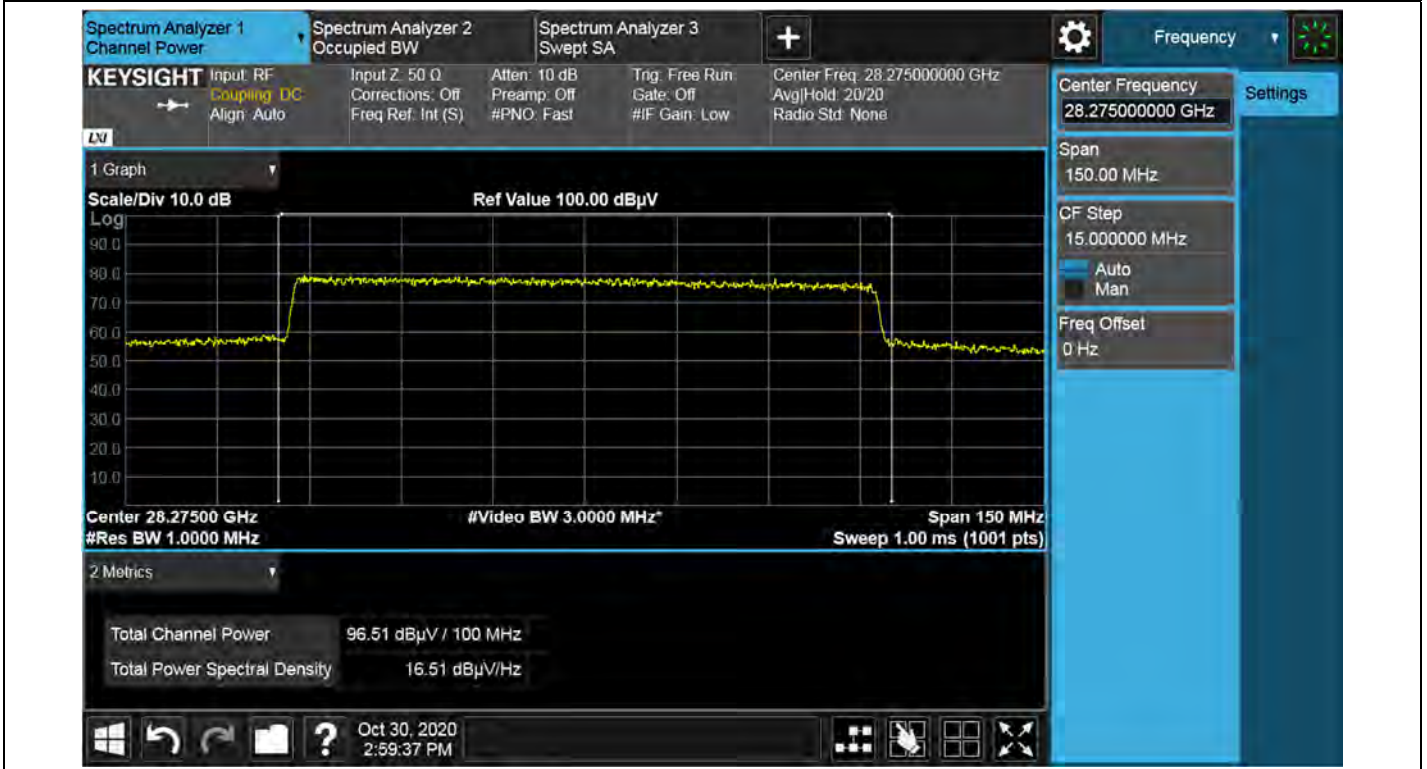 Spectrum Analyzer 1
Channel Power
Spectrum Analyzer 2
Occupied BW
Spectrum Analyzer 3
Swept SA
+
Frequency
KEYSIGHT
LXI
Input: RF
Coupling: DC
Align: Auto
Input Z: 50 Ω
Corrections: Off
Freq Ref: Int (S)
Atten: 10 dB
Preamp: Off
#PNO: Fast
Trig: Free Run
Gate: Off
#IF Gain: Low
Center Freq: 28.275000000 GHz
Avg|Hold: 20/20
Radio Std: None
Center Frequency
28.275000000 GHz
Settings
Span
150.00 MHz
CF Step
15.000000 MHz
Auto
Man
Freq Offset
0 Hz
1 Graph
Scale/Div 10.0 dB
Ref Value 100.00 dBµV
Log
90.0
80.0
70.0
60.0
50.0
40.0
30.0
20.0
10.0
Center 28.27500 GHz
#Video BW 3.0000 MHz*
Span 150 MHz
#Res BW 1.0000 MHz
Sweep 1.00 ms (1001 pts)
2 Metrics
Total Channel Power 96.51 dBµV / 100 MHz
Total Power Spectral Density 16.51 dBµV/Hz
?
Oct 30, 2020
2:59:37 PM